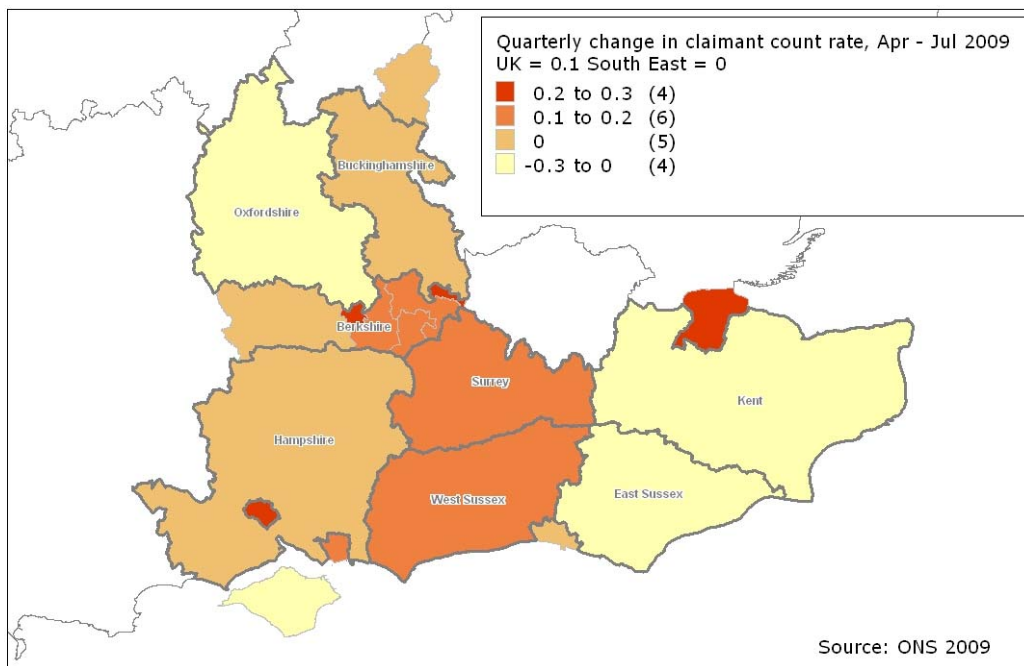 Quarterly change in claimant count rate, Apr - Jul 2009
UK = 0.1 South East = 0
0.2 to 0.3 (4)
0.1 to 0.2 (6)
0 (5)
-0.3 to 0 (4)
Buckinghamshire
Oxfordshire
Berkshire
Surrey
Kent
Hampshire
West Sussex
East Sussex
Source: ONS 2009